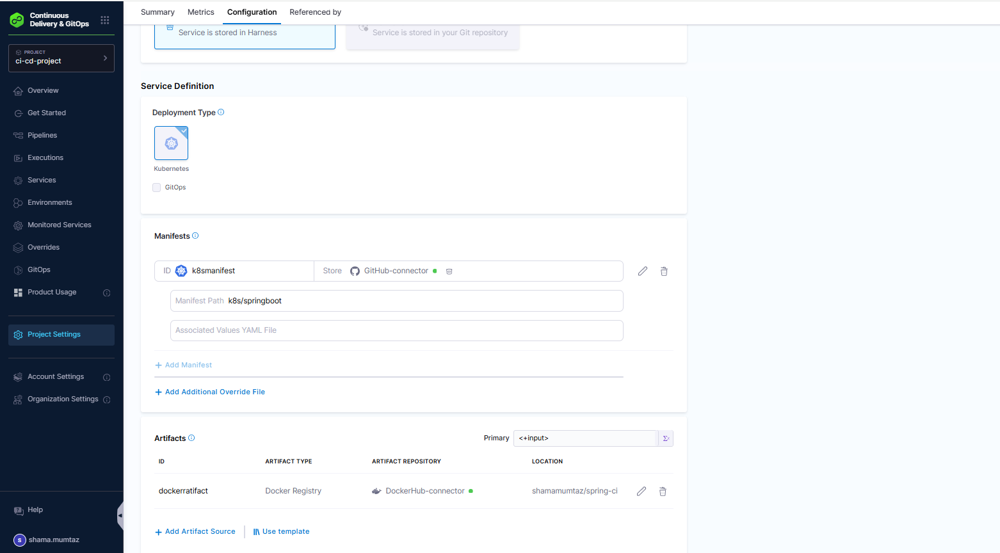 Continuous
Delivery & GitOps
PROJECT
ci-cd-project
Overview
Get Started
Pipelines
Executions
Services
Environments
Monitored Services
Overrides
GitOps
Product Usage
Project Settings
Account Settings
Organization Settings
Help
S shama.mumtaz
Summary Metrics Configuration Referenced by
Service is stored in Harness
Service is stored in your Git repository
Service Definition
Deployment Type
Kubernetes
GitOps
Manifests
ID k8smanifest Store GitHub-connector
Manifest Path k8s/springboot
Associated Values YAML File
+ Add Manifest
+ Add Additional Override File
Artifacts Primary <+input>
ID ARTIFACT TYPE ARTIFACT REPOSITORY LOCATION
dockerratifact Docker Registry DockerHub-connector shamamumtaz/spring-ci
+ Add Artifact Source Use template